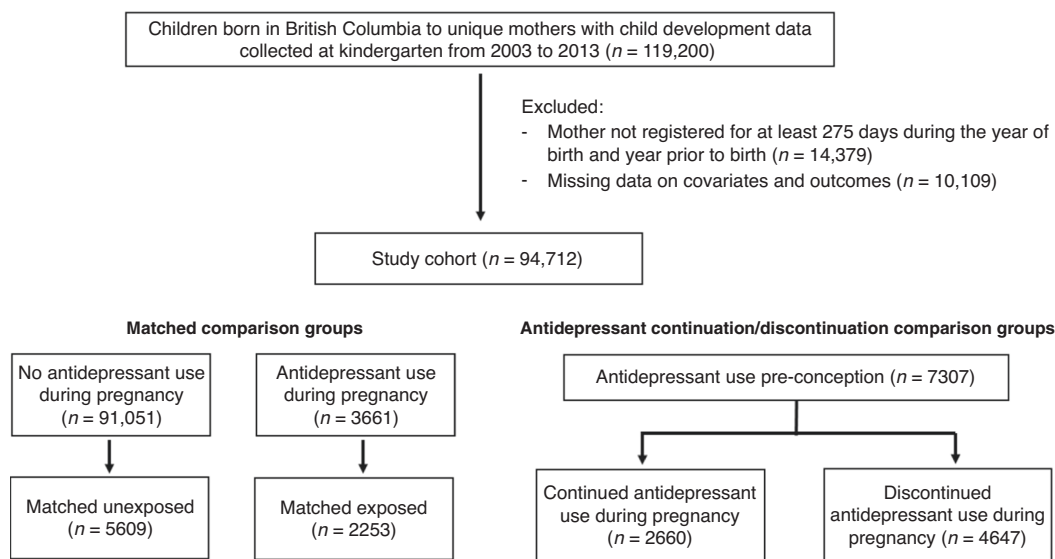 Children born in British Columbia to unique mothers with child development data
collected at kindergarten from 2003 to 2013 (n = 119,200)
Excluded:
- Mother not registered for at least 275 days during the year of
birth and year prior to birth (n = 14,379)
- Missing data on covariates and outcomes (n = 10,109)
Study cohort (n = 94,712)
Matched comparison groups
No antidepressant use
during pregnancy
(n = 91,051)
Antidepressant use
during pregnancy
(n = 3661)
Matched unexposed
(n = 5609)
Matched exposed
(n = 2253)
Antidepressant continuation/discontinuation comparison groups
Antidepressant use pre-conception (n = 7307)
Continued antidepressant
use during pregnancy
(n = 2660)
Discontinued
antidepressant use during
pregnancy (n = 4647)